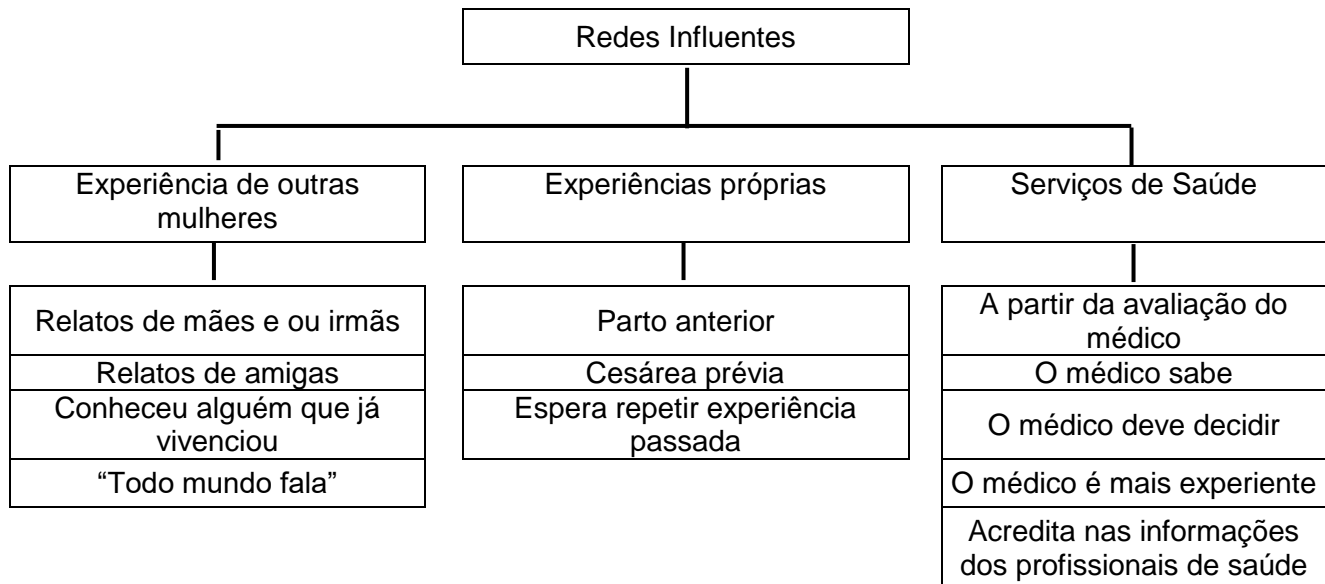 Redes Influentes
Experiência de outras
mulheres
Experiências próprias
Serviços de Saúde
Relatos de mães e ou irmãs
Relatos de amigas
Conheceu alguém que já
vivenciou
“Todo mundo fala”
Parto anterior
Cesárea prévia
Espera repetir experiência
passada
A partir da avaliação do
médico
O médico sabe
O médico deve decidir
O médico é mais experiente
Acredita nas informações
dos profissionais de saúde